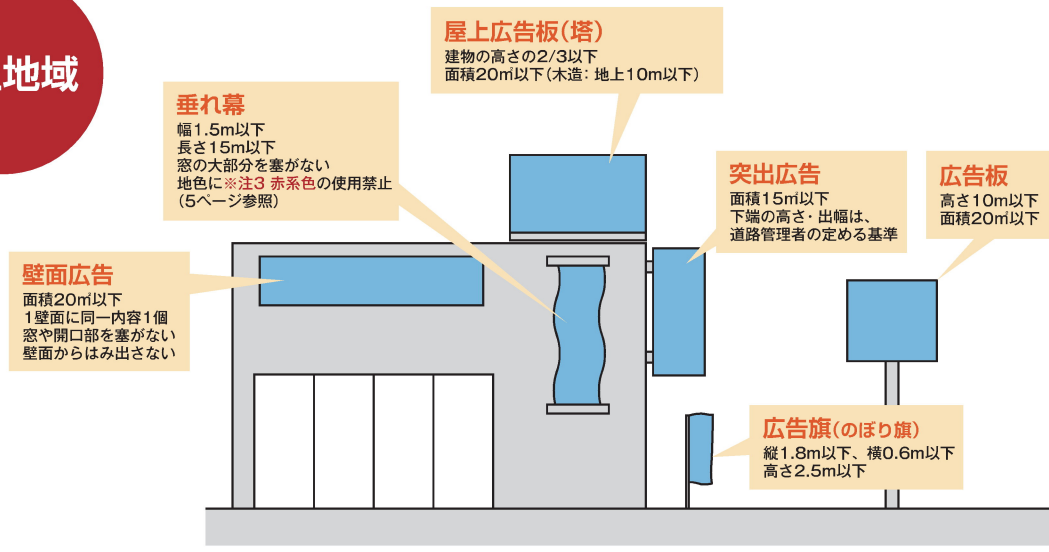 地域
屋上広告板(塔)
建物の高さの2/3以下
面積20㎡以下(木造：地上10m以下)
垂れ幕
幅1.5m以下
長さ15m以下
窓の大部分を塞がない
地色に※注3 赤系色の使用禁止
(5ページ参照)
突出広告
面積15㎡以下
下端の高さ・出幅は、
道路管理者の定める基準
広告板
高さ10m以下
面積20㎡以下
壁面広告
面積20㎡以下
1壁面に同一内容1個
窓や開口部を塞がない
壁面からはみ出さない
広告旗(のぼり旗)
縦1.8m以下、横0.6m以下
高さ2.5m以下